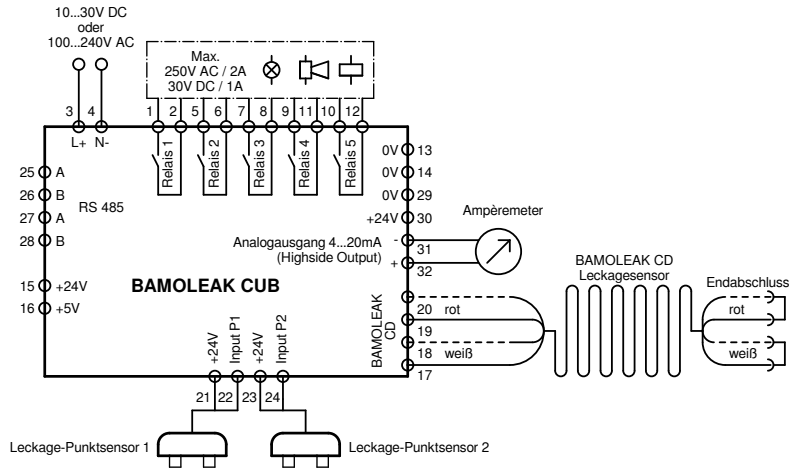 10...30V DC
oder
100...240V AC
Max.
250V AC / 2A
30V DC / 1A
3 4 1 2 5 6 7 8 9 11 10 12
L+ N-
Relais 1
Relais 2
Relais 3
Relais 4
Relais 5
0V 13
0V 14
0V 29
+24V 30
25 A
26 B
27 A
28 B
RS 485
Ampèremeter
Analogausgang 4...20mA
(Highside Output)
- 31
+ 32
15 +24V
16 +5V
BAMOLEAK CUB
BAMOLEAK
CD
20 rot
19
18 weiß
17
BAMOLEAK CD
Leckagesensor
Endabschluss
rot
weiß
+24V
Input P1
+24V
Input P2
21 22 23 24
Leckage-Punktsensor 1
Leckage-Punktsensor 2